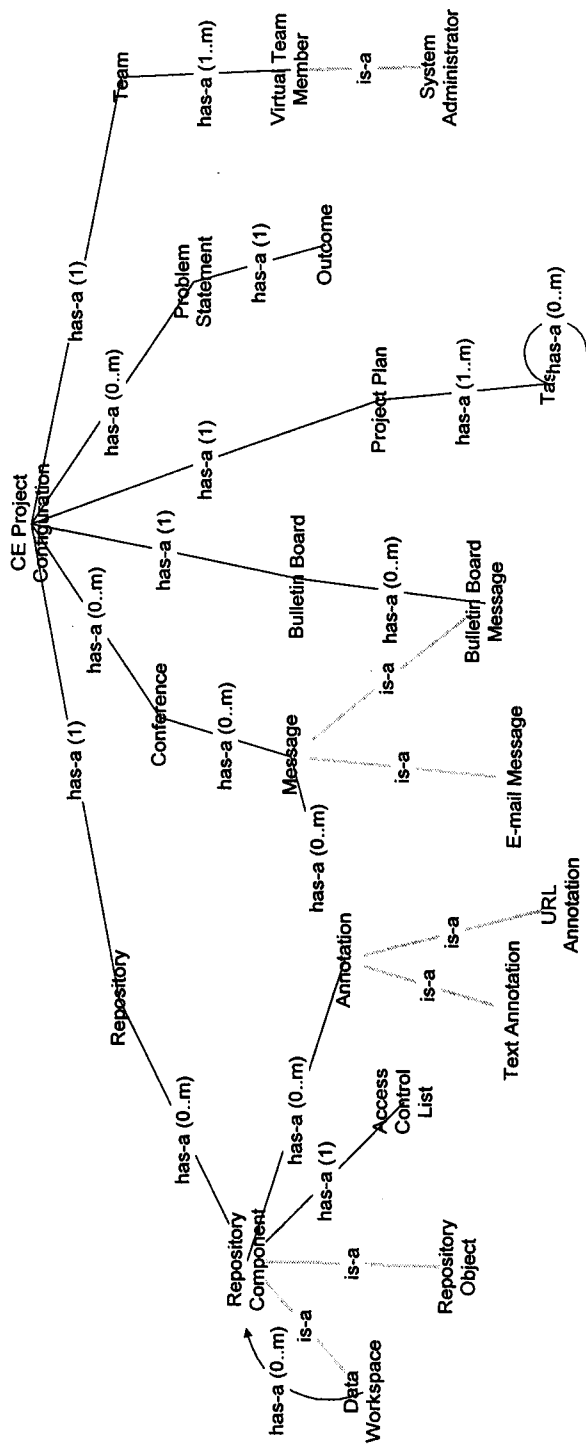 CE Project
Configuration
has-a (1)
has-a (0..m)
has-a (1)
has-a (1)
has-a (0..m)
has-a (1)
Repository
Conference
Bulletin Board
Project Plan
Problem
Statement
Team
has-a (0..m)
has-a (0..m)
has-a (0..m)
has-a (1..m)
has-a (1)
has-a (1..m)
Repository
Component
Message
Bulletin Board
Message
Outcome
Virtual Team
Member
has-a (0..m)
is-a
is-a
has-a (1)
has-a (0..m)
has-a (0..m)
is-a
is-a
has-a (0..m)
is-a
Data
Workspace
Repository
Object
Access
Control
List
Annotation
E-mail Message
System
Administrator
is-a
is-a
Text Annotation
URL
Annotation